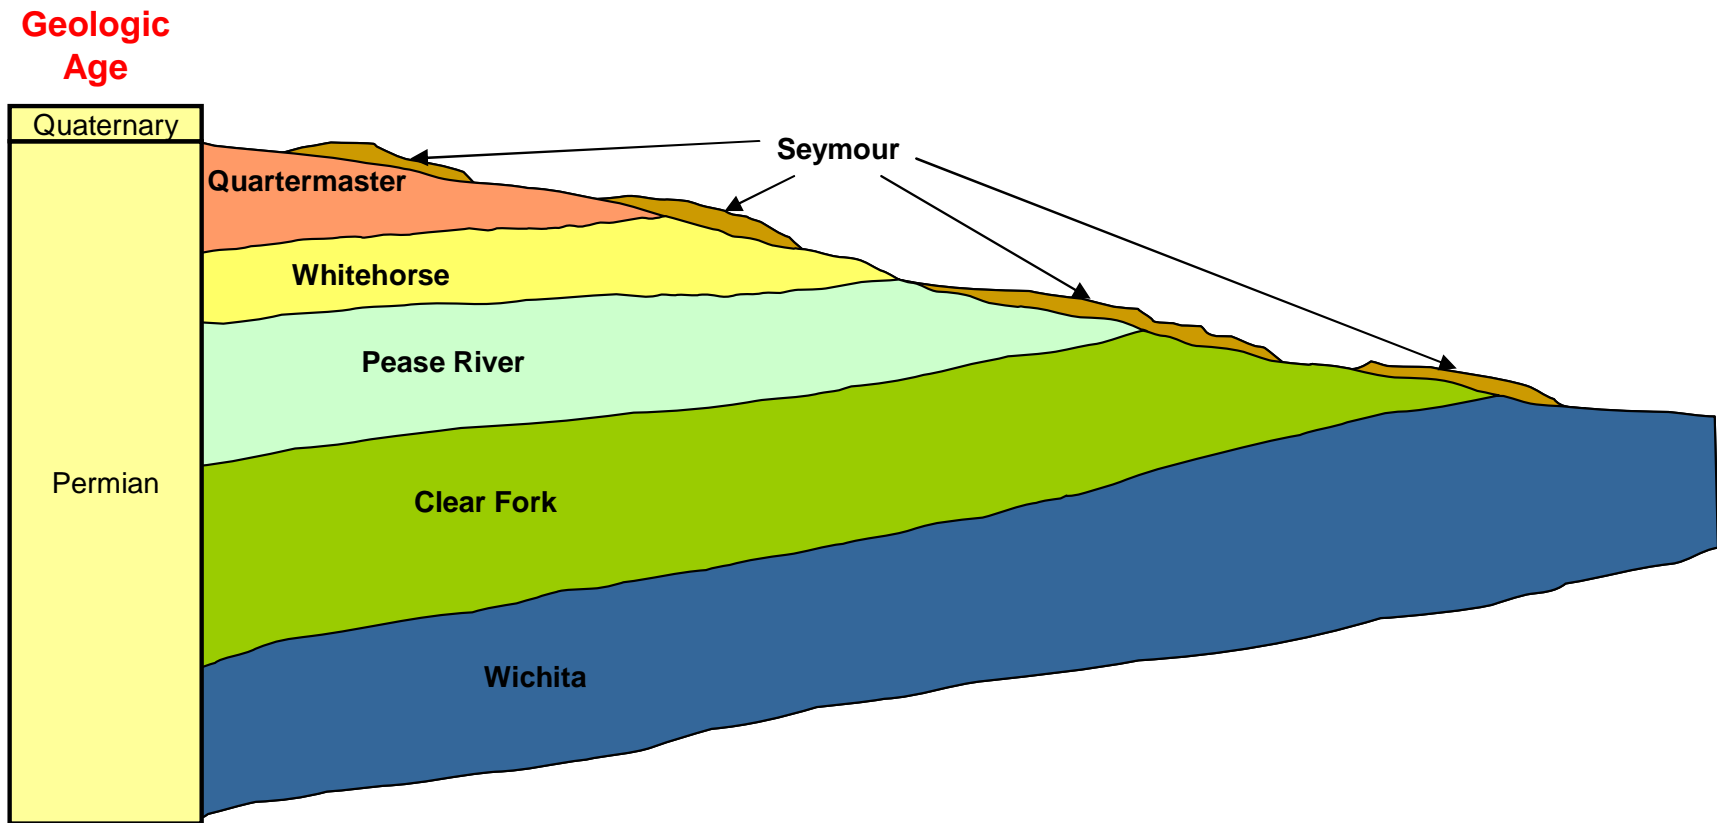 Geologic
Age
Quaternary
Seymour
Quartermaster
Whitehorse
Pease River
Permian
Clear Fork
Wichita